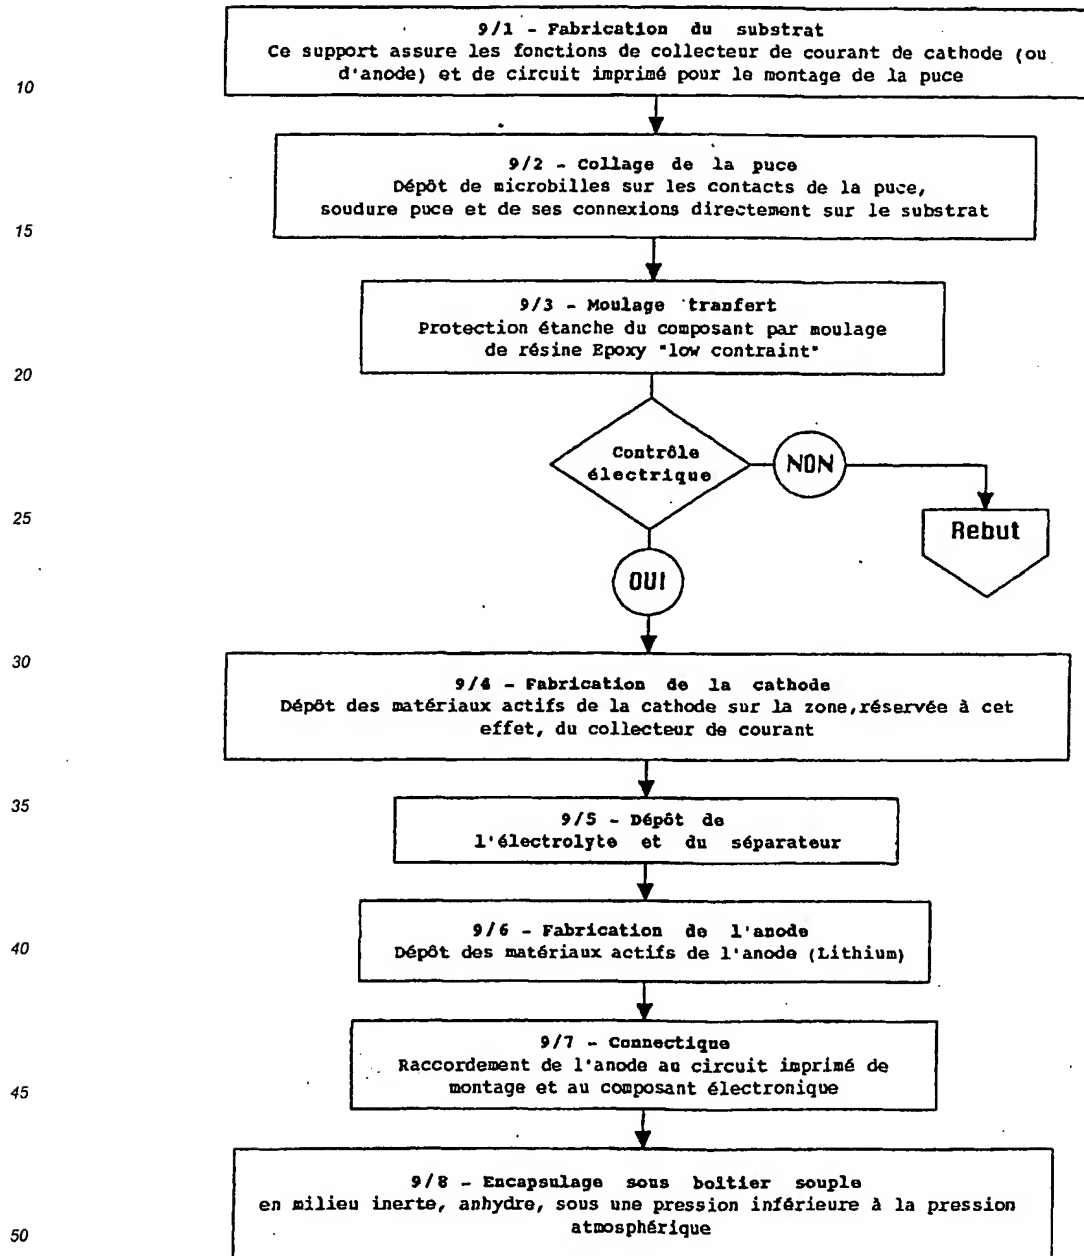 9/1 - Fabrication du substrat
Ce support assure les fonctions de collecteur de courant de cathode (ou
d'anode) et de circuit imprimé pour le montage de la puce
10
9/2 - Collage de la puce
Dépôt de microbilles sur les contacts de la puce,
soudure puce et de ses connexions directement sur le substrat
15
9/3 - Moulage tranfert
Protection étanche du composant par moulage
de résine Epoxy "low contraint"
20
Contrôle
électrique
NON
25
Rebut
OUI
30
9/4 - Fabrication de la cathode
Dépôt des matériaux actifs de la cathode sur la zone,réservée à cet
effet, du collecteur de courant
35
9/5 - Dépôt de
l'électrolyte et du séparateur
9/6 - Fabrication de l'anode
40
Dépôt des matériaux actifs de l'anode (Lithium)
9/7 - Connectique
Raccordement de l'anode au circuit imprimé de
montage et au composant électronique
45
9/8 - Encapsulage sous boîtier souple
en milieu inerte, anhydre, sous une pression inférieure à la pression
atmosphérique
50